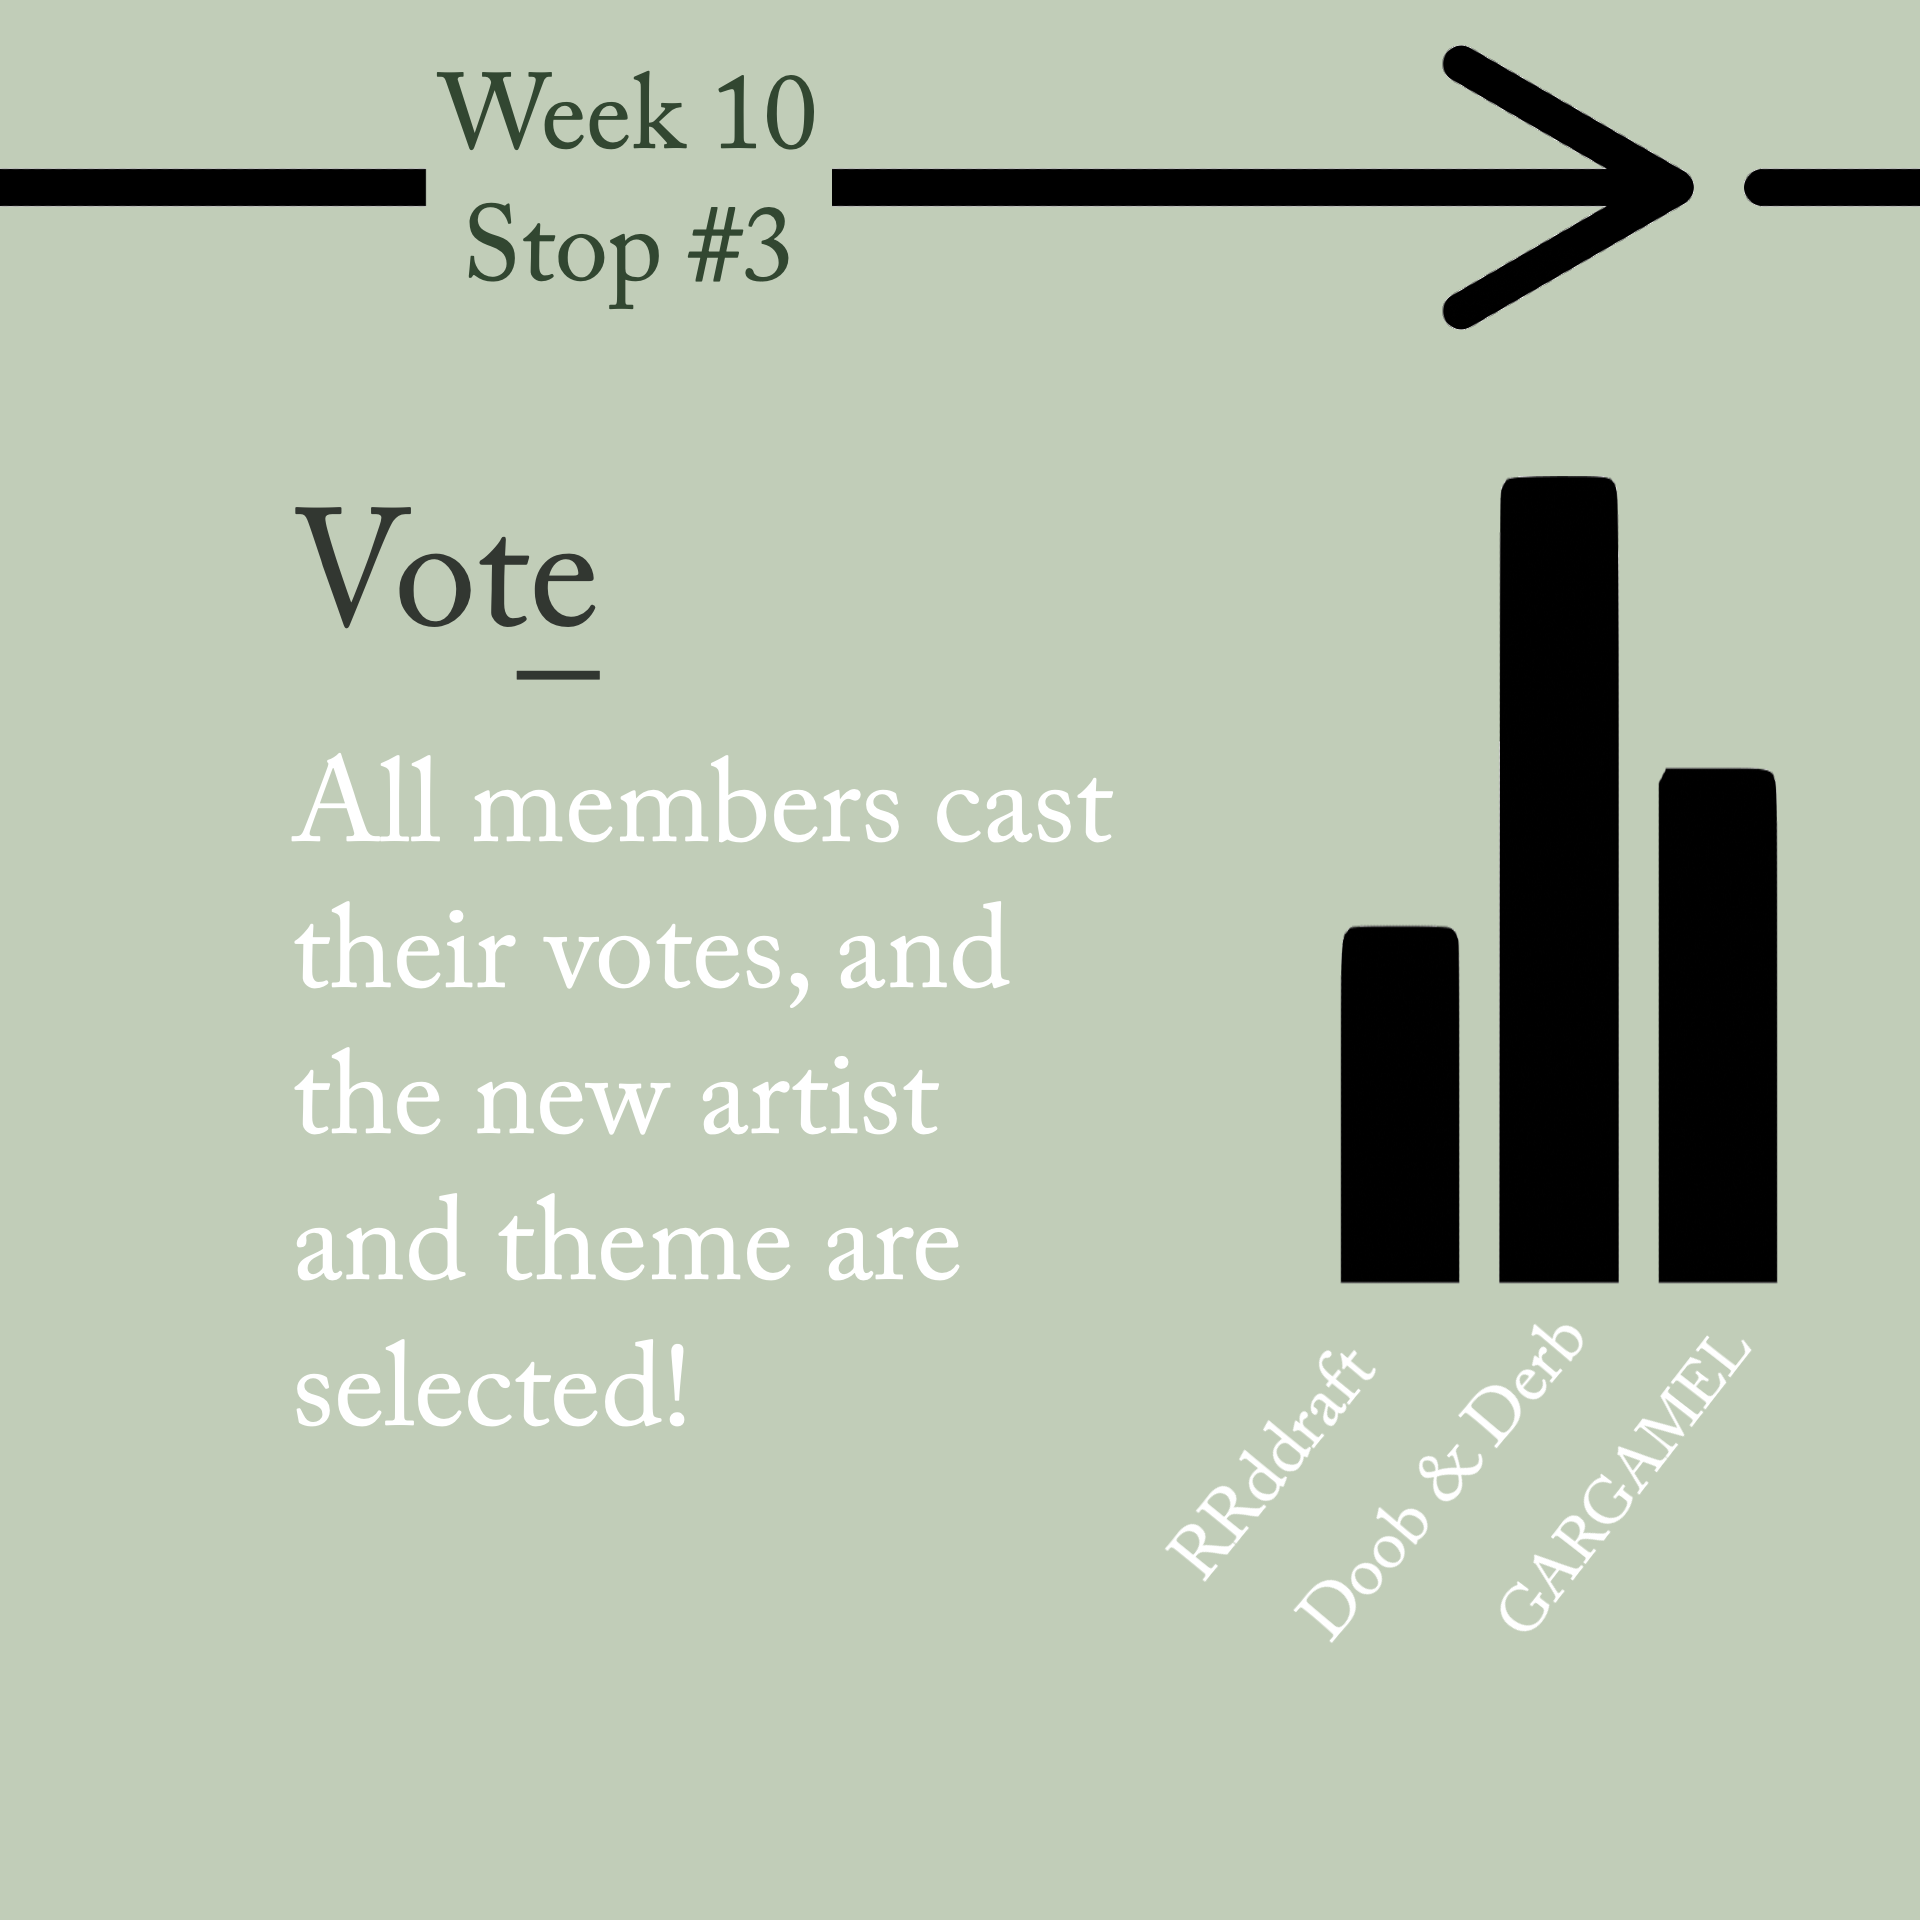 Week 10
Stop #3
Vote
All members cast
their votes, and
the new artist
and theme are
selected!
RRddraft
Doob & Derb
GARGAMEL